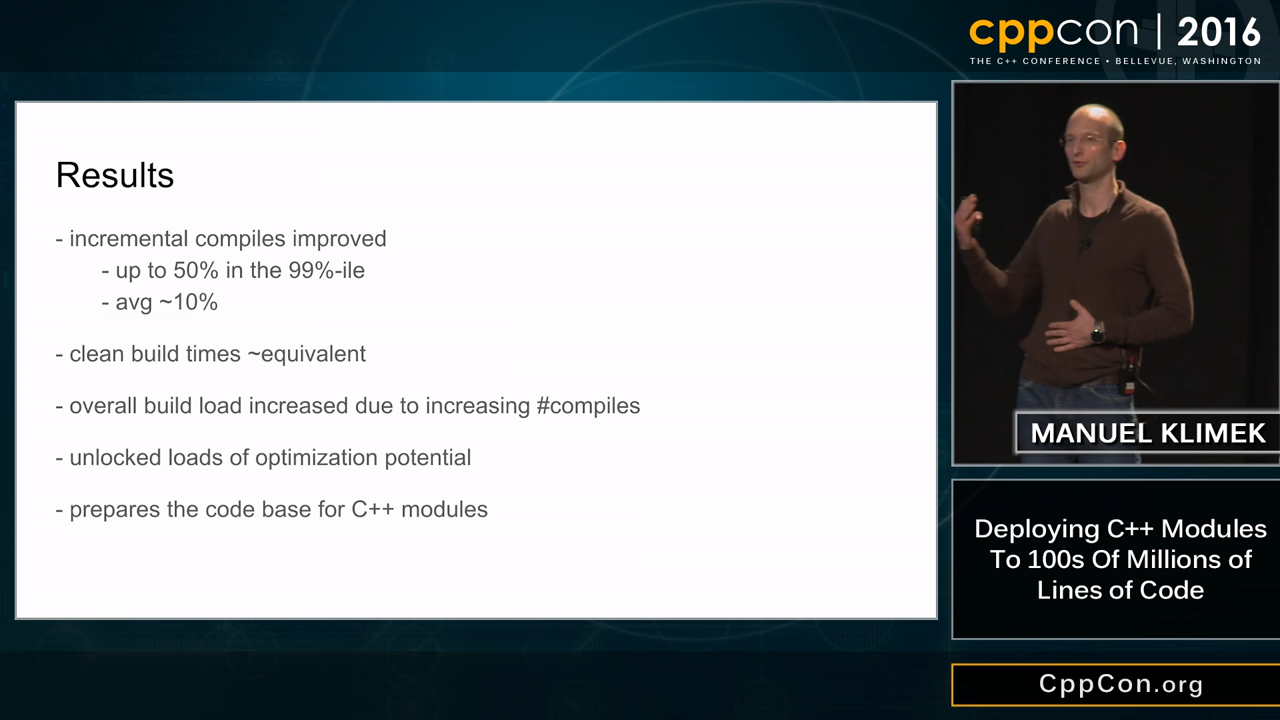 cppcon | 2016
THE C++ CONFERENCE • BELLEVUE, WASHINGTON
Results
- incremental compiles improved
- up to 50% in the 99%-ile
- avg ~10%
- clean build times ~equivalent
- overall build load increased due to increasing #compiles
- unlocked loads of optimization potential
- prepares the code base for C++ modules
MANUEL KLIMEK
Deploying C++ Modules
To 100s Of Millions of
Lines of Code
CppCon.org